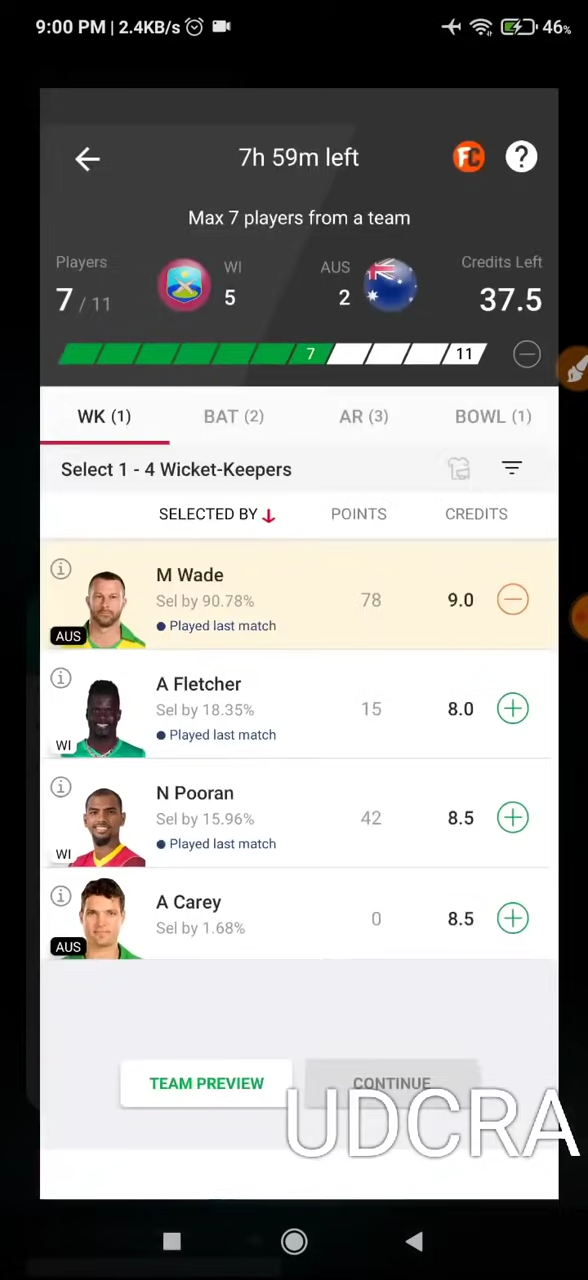 9:00 PM | 2.4KB/s 46%
7h 59m left FC ?
Max 7 players from a team
Players WI AUS Credits Left
7 / 11 5 2 37.5
7 11
WK (1) BAT (2) AR (3) BOWL (1)
Select 1 - 4 Wicket-Keepers
SELECTED BY POINTS CREDITS
M Wade
Sel by 90.78% 78 9.0
Played last match
AUS
A Fletcher
Sel by 18.35% 15 8.0
Played last match
WI
N Pooran
Sel by 15.96% 42 8.5
Played last match
WI
A Carey
Sel by 1.68% 0 8.5
AUS
TEAM PREVIEW CONTINUE
UDCRA